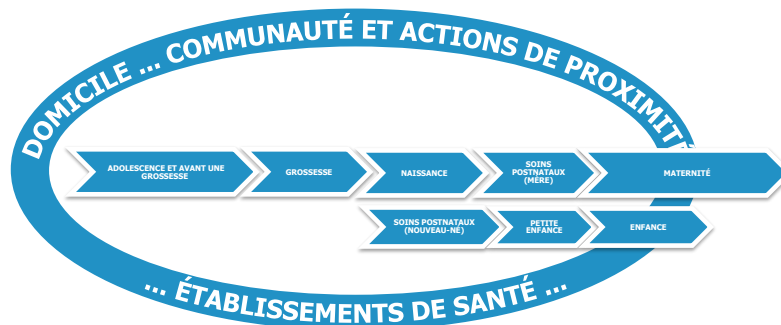 DOMICILE ... COMMUNAUTÉ ET ACTIONS DE PROXIMITÉ
ADOLESCENCE ET AVANT UNE
GROSSESSE
GROSSESSE
NAISSANCE
SOINS
POSTNATAUX
(MÈRE)
MATERNITÉ
SOINS POSTNATAUX
(NOUVEAU-NÉ)
PETITE
ENFANCE
ENFANCE
... ÉTABLISSEMENTS DE SANTÉ ...